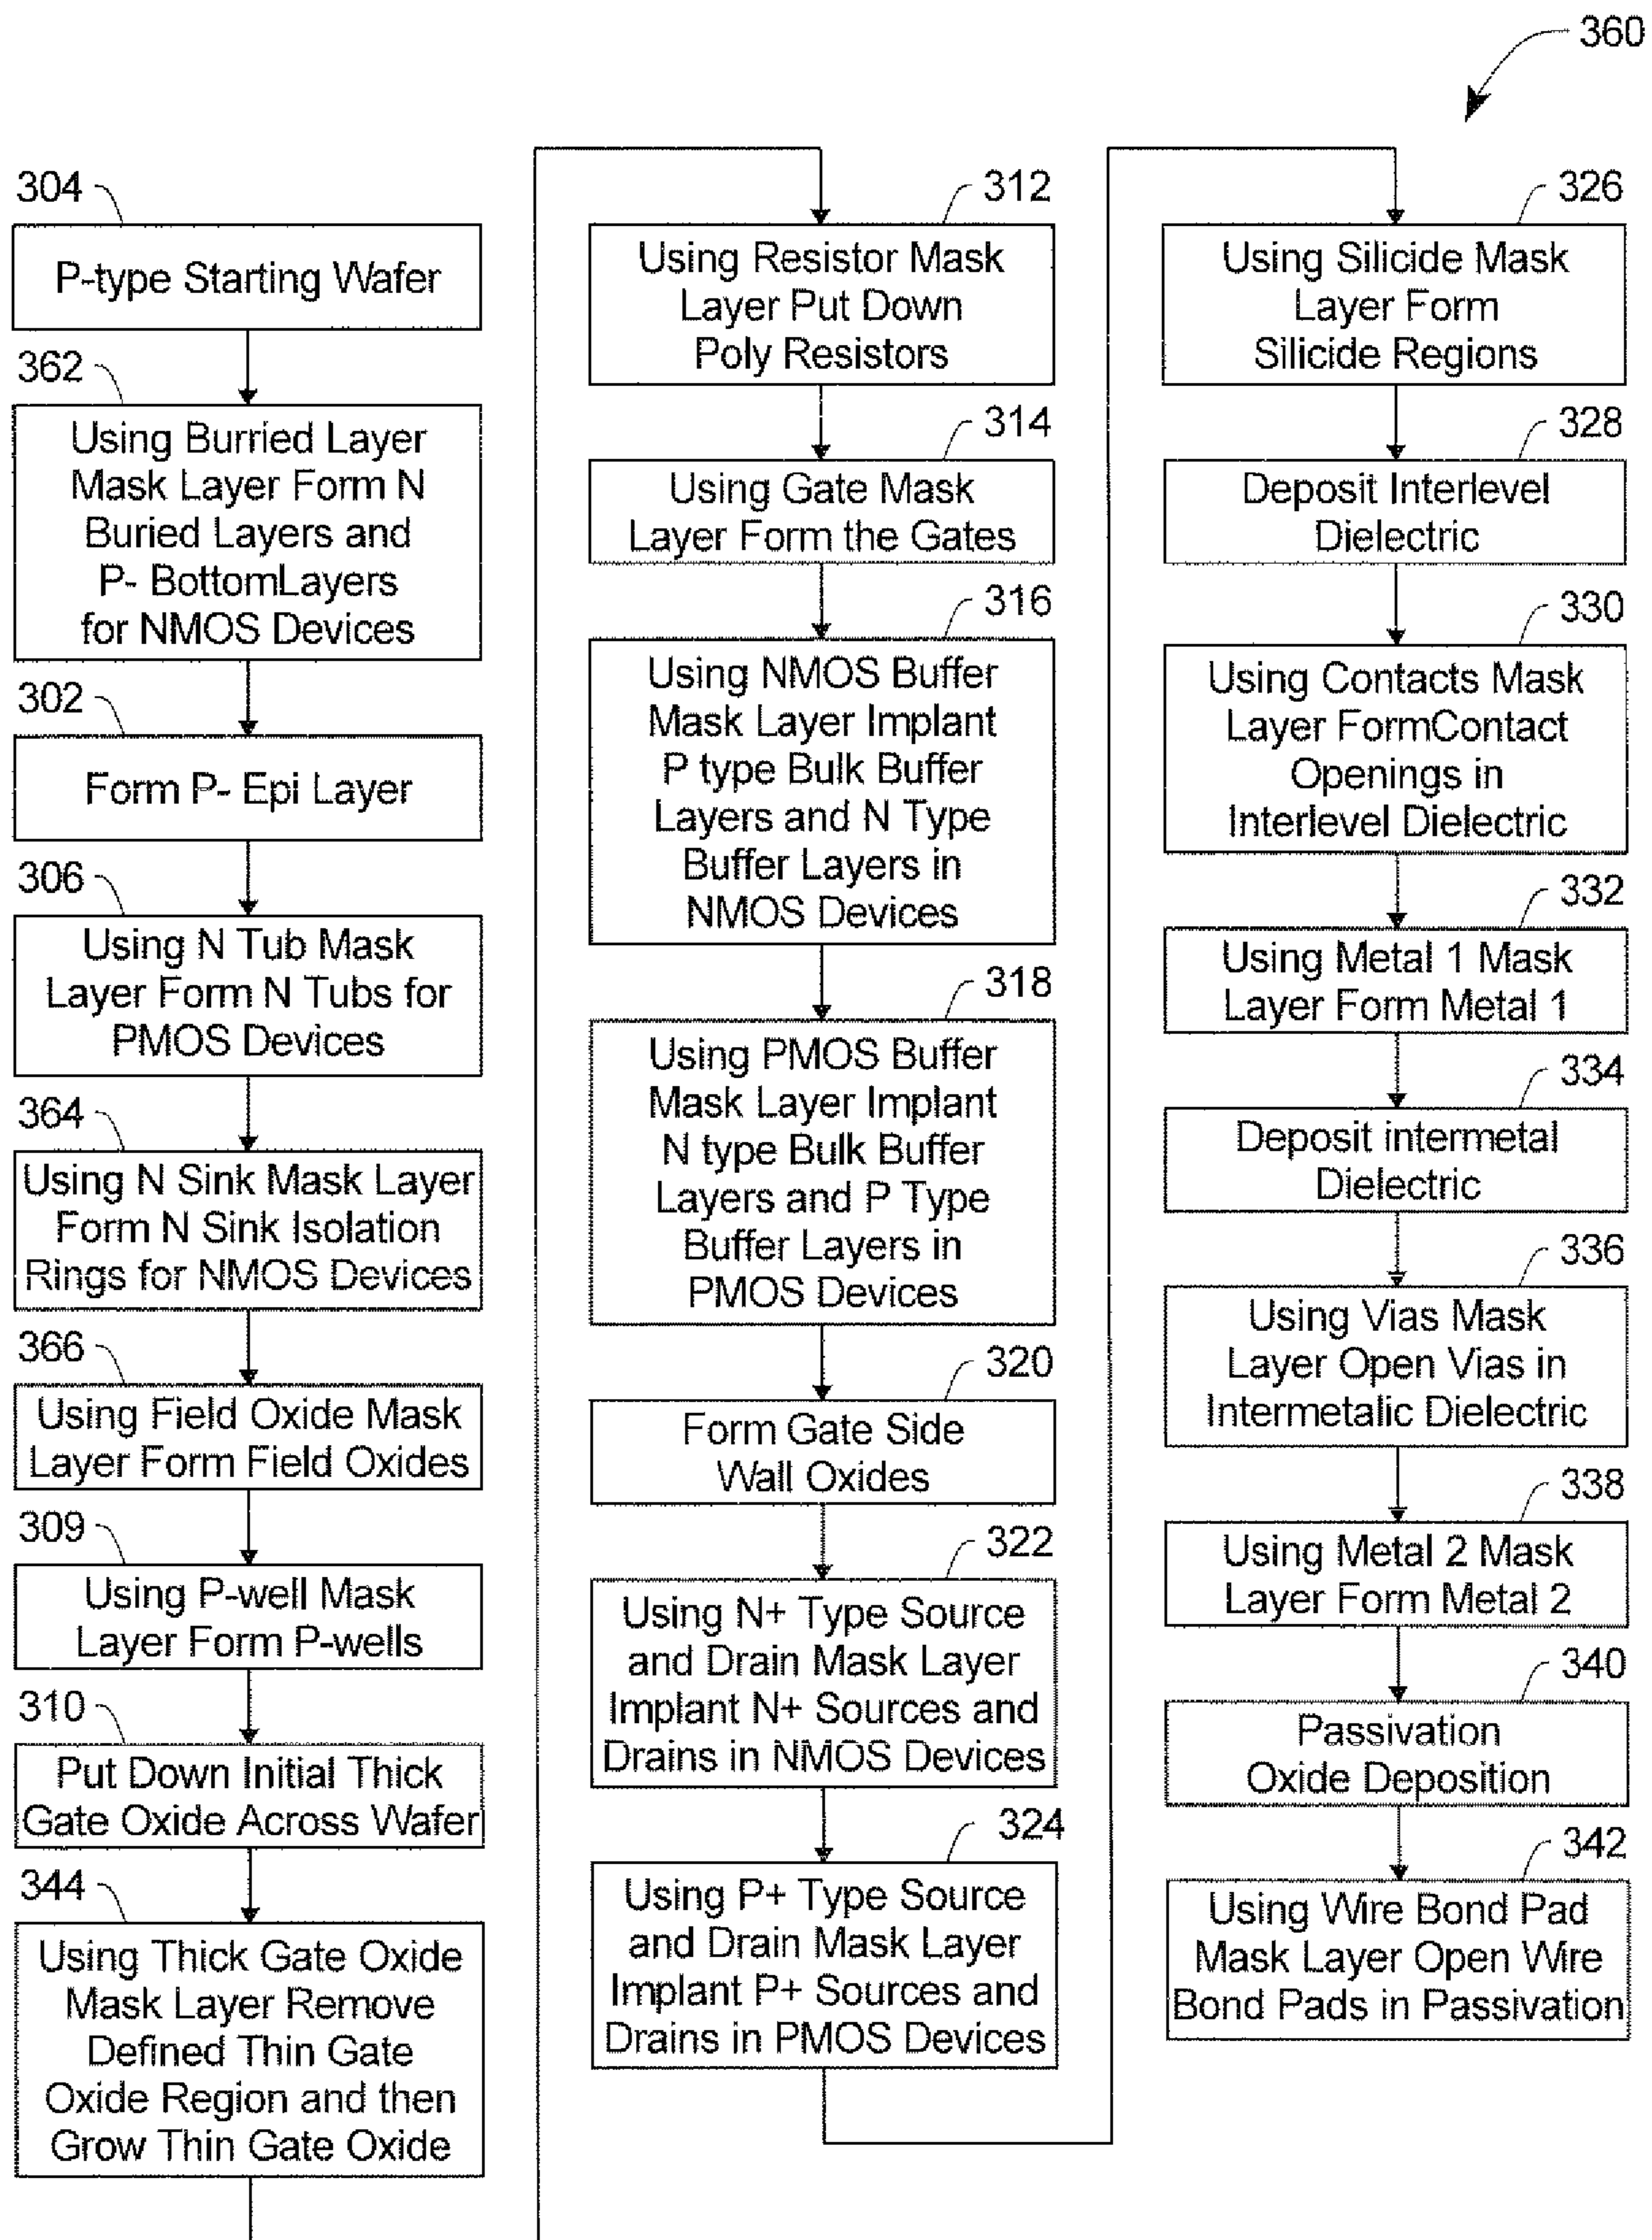 360
304
P-type Starting Wafer
362
Using Burried Layer
Mask Layer Form N
Buried Layers and
P- BottomLayers
for NMOS Devices
302
Form P- Epi Layer
306
Using N Tub Mask
Layer Form N Tubs for
PMOS Devices
364
Using N Sink Mask Layer
Form N Sink Isolation
Rings for NMOS Devices
366
Using Field Oxide Mask
Layer Form Field Oxides
309
Using P-well Mask
Layer Form P-wells
310
Put Down Initial Thick
Gate Oxide Across Wafer
344
Using Thick Gate Oxide
Mask Layer Remove
Defined Thin Gate
Oxide Region and then
Grow Thin Gate Oxide
312
Using Resistor Mask
Layer Put Down
Poly Resistors
314
Using Gate Mask
Layer Form the Gates
316
Using NMOS Buffer
Mask Layer Implant
P type Bulk Buffer
Layers and N Type
Buffer Layers in
NMOS Devices
318
Using PMOS Buffer
Mask Layer Implant
N type Bulk Buffer
Layers and P Type
Buffer Layers in
PMOS Devices
320
Form Gate Side
Wall Oxides
322
Using N+ Type Source
and Drain Mask Layer
Implant N+ Sources and
Drains in NMOS Devices
324
Using P+ Type Source
and Drain Mask Layer
Implant P+ Sources and
Drains in PMOS Devices
326
Using Silicide Mask
Layer Form
Silicide Regions
328
Deposit Interlevel
Dielectric
330
Using Contacts Mask
Layer FormContact
Openings in
Interlevel Dielectric
332
Using Metal 1 Mask
Layer Form Metal 1
334
Deposit intermetal
Dielectric
336
Using Vias Mask
Layer Open Vias in
Intermetalic Dielectric
338
Using Metal 2 Mask
Layer Form Metal 2
340
Passivation
Oxide Deposition
342
Using Wire Bond Pad
Mask Layer Open Wire
Bond Pads in Passivation